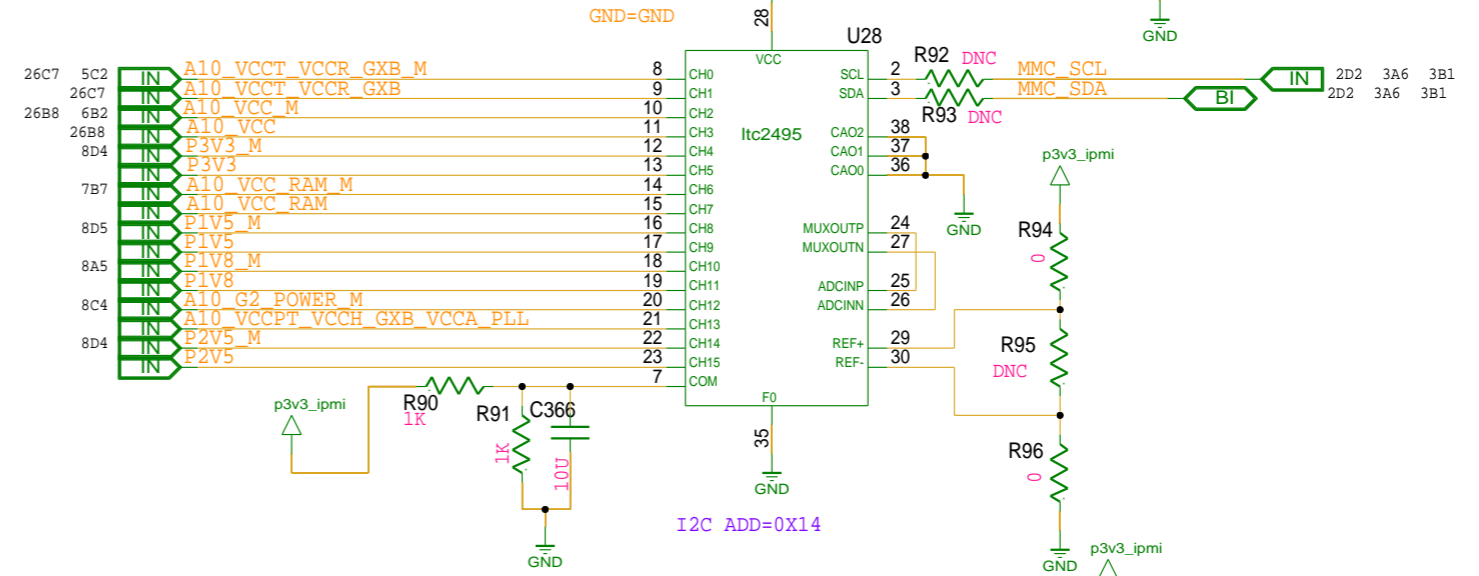 GND=GND
28
GND
U28
VCC
R92 DNC
26C7 5C2 IN A10_VCCT_VCCR_GXB_M 8 CH0 SCL 2 MMC_SCL IN 2D2 3A6 3B1
26C7 IN A10_VCCT_VCCR_GXB 9 CH1 SDA 3 MMC_SDA BI 2D2 3A6 3B1
R93 DNC
26B8 6B2 IN A10_VCC_M 10 CH2
26B8 IN A10_VCC 11 CH3 ltc2495 CAO2 38
8D4 IN P3V3_M 12 CH4 CAO1 37
IN P3V3 13 CH5 CAO0 36
p3v3_ipmi
7B7 IN A10_VCC_RAM_M 14 CH6
IN A10_VCC_RAM 15 CH7
GND
8D5 IN P1V5_M 16 CH8 MUXOUTP 24
IN P1V5 17 CH9 MUXOUTN 27
R94
0
8A5 IN P1V8_M 18 CH10
IN P1V8 19 CH11 ADCINP 25
8C4 IN A10_G2_POWER_M 20 CH12 ADCINN 26
IN A10_VCCPT_VCCH_GXB_VCCA_PLL 21 CH13
8D4 IN P2V5_M 22 CH14 REF+ 29
R95
DNC
IN P2V5 23 CH15 REF- 30
7 COM
F0
p3v3_ipmi
R90
1K
R91
1K
C366
10U
35
R96
0
GND
I2C ADD=0X14
GND
GND
p3v3_ipmi